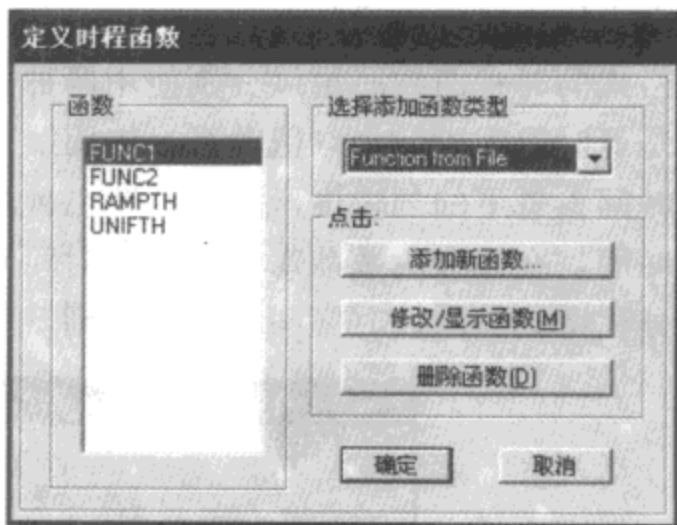 定义时程函数
函数
FUNC1
FUNC2
RAMPTH
UNIFTH
选择添加函数类型
Function from File
点击:
添加新函数...
修改/显示函数(M)
删除函数(D)
确定
取消